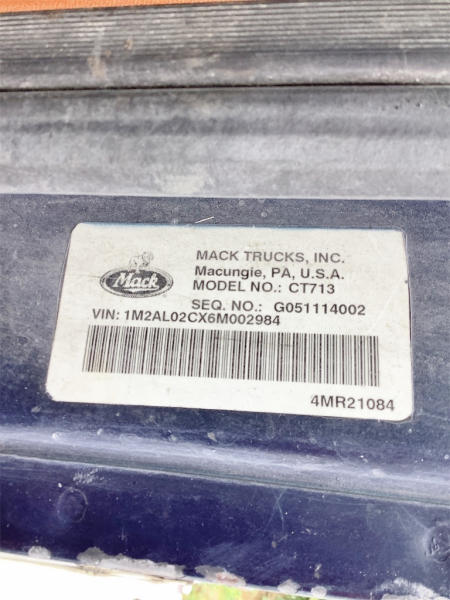 Mack
MACK TRUCKS, INC.
Macungie, PA, U.S.A.
MODEL NO.: CT713
SEQ. NO.: G051114002
VIN: 1M2AL02CX6M002984
4MR21084